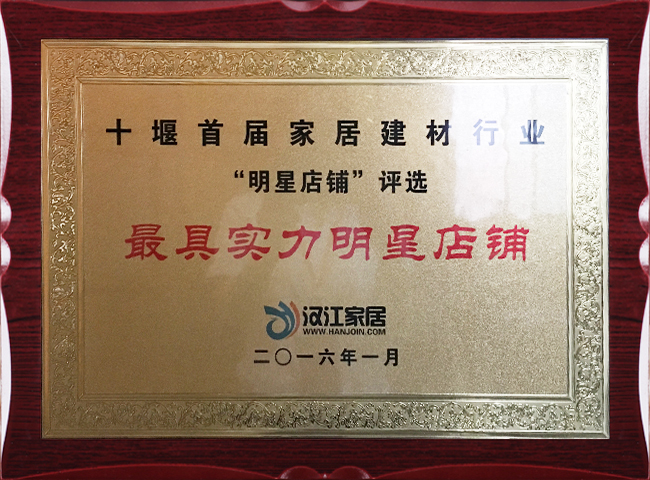 十堰首届家居建材行业
“明星店铺”评选
最具实力明星店铺
汉江家居
WWW.HANJOIN.COM
二〇一六年一月